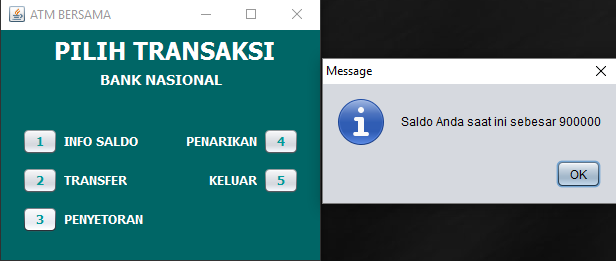 ATM BERSAMA
PILIH TRANSAKSI
BANK NASIONAL
1 INFO SALDO
PENARIKAN 4
2 TRANSFER
KELUAR 5
3 PENYETORAN
Message
Saldo Anda saat ini sebesar 900000
OK